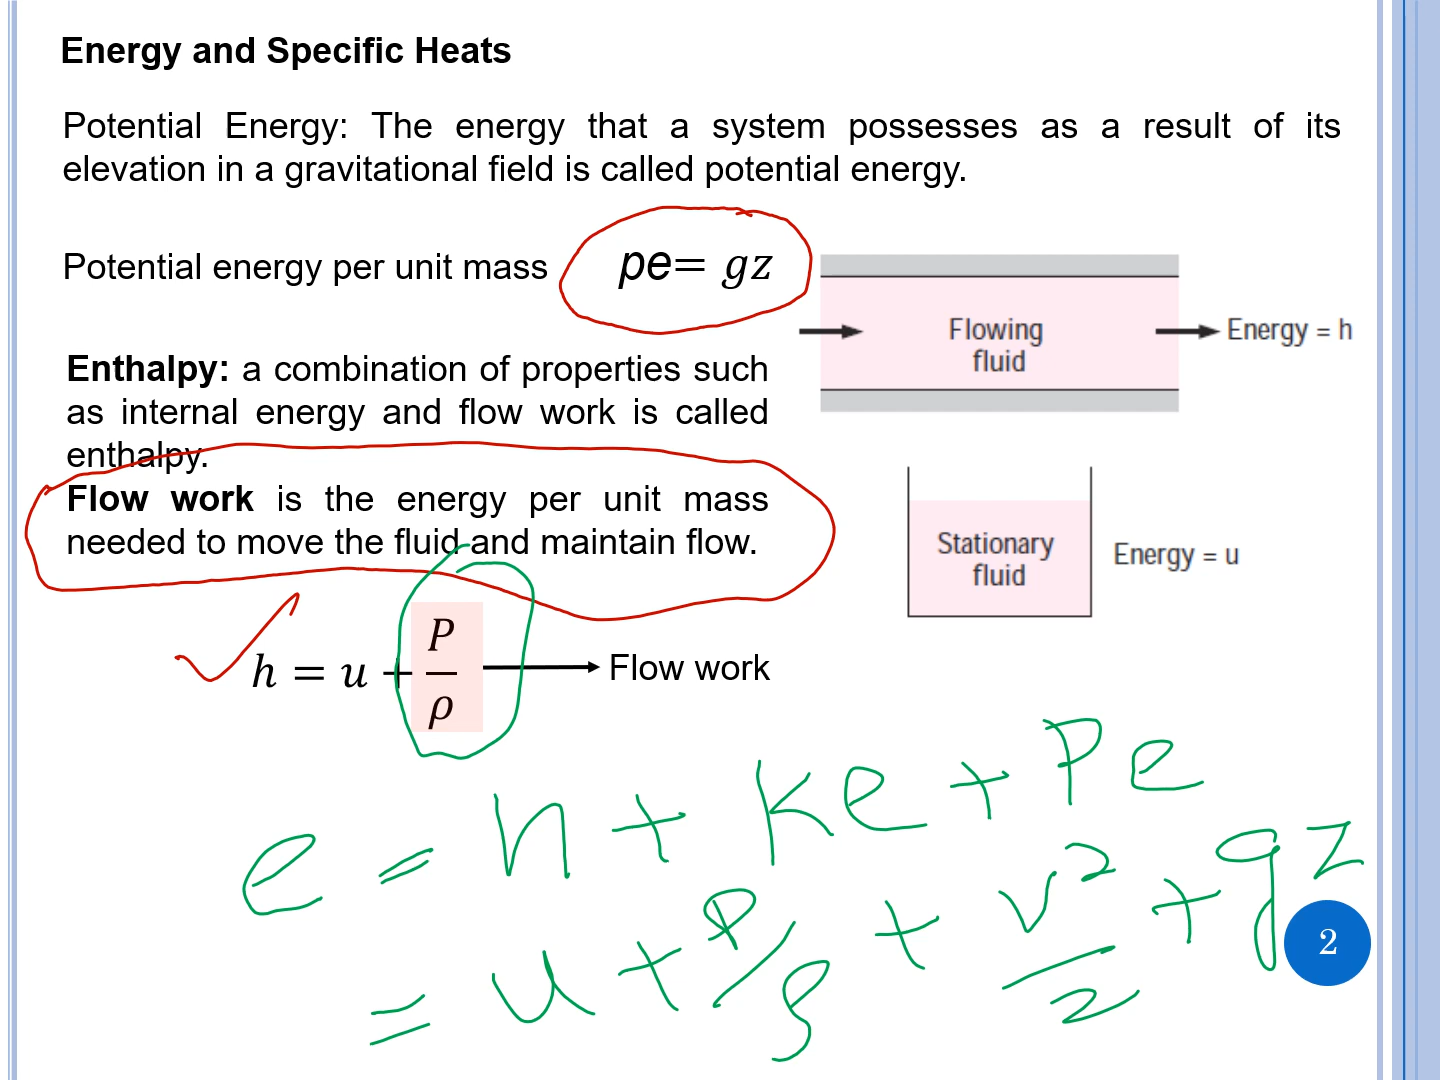 Energy and Specific Heats
Potential Energy: The energy that a system possesses as a result of its
elevation in a gravitational field is called potential energy.
Potential energy per unit mass pe= gz
Enthalpy: a combination of properties such
as internal energy and flow work is called
enthalpy.
Flow work is the energy per unit mass
needed to move the fluid and maintain flow.
h = u + P/ρ
Flow work
Flowing
fluid
Energy = h
Stationary
fluid
Energy = u
e = h + ke + Pe
= u + P/ρ + v²/2 + gz
2